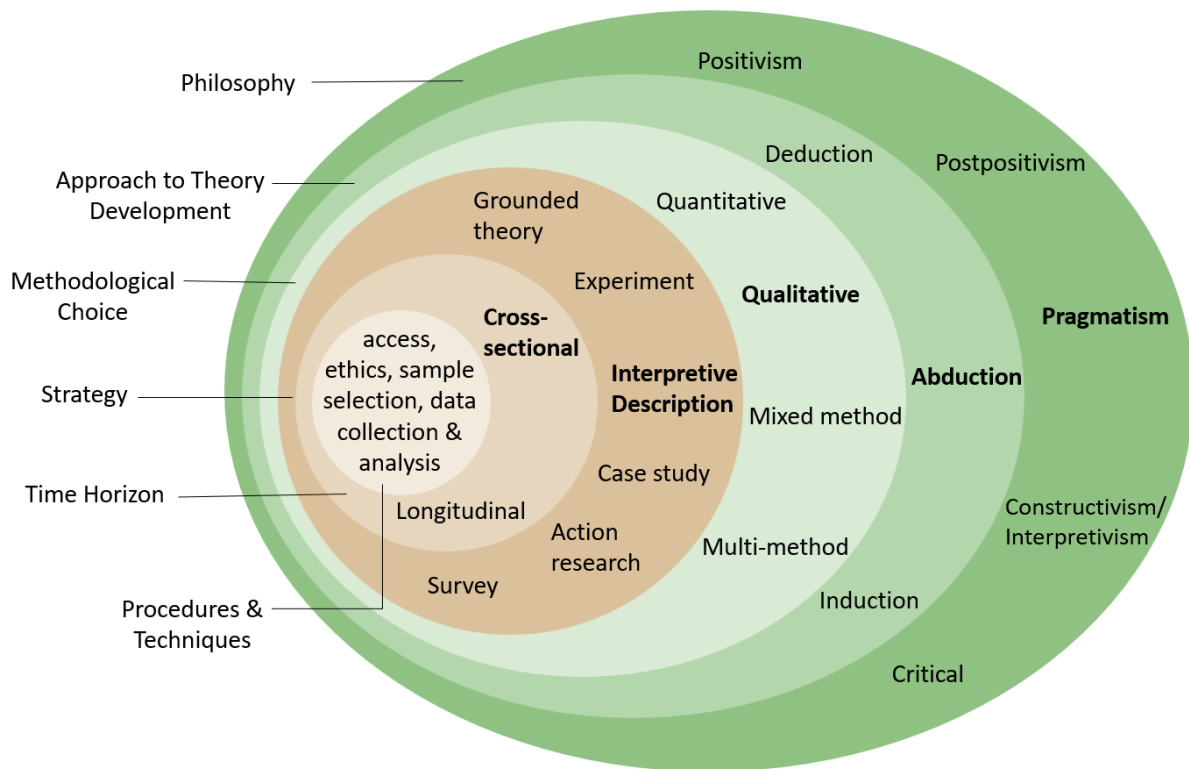 Philosophy
Approach to Theory
Development
Methodological
Choice
Strategy
Time Horizon
Procedures &
Techniques
Positivism
Postpositivism
Pragmatism
Constructivism/
Interpretivism
Critical
Deduction
Abduction
Induction
Quantitative
Qualitative
Mixed method
Multi-method
Grounded
theory
Experiment
Interpretive
Description
Case study
Action
research
Survey
Cross-
sectional
Longitudinal
access,
ethics, sample
selection, data
collection &
analysis